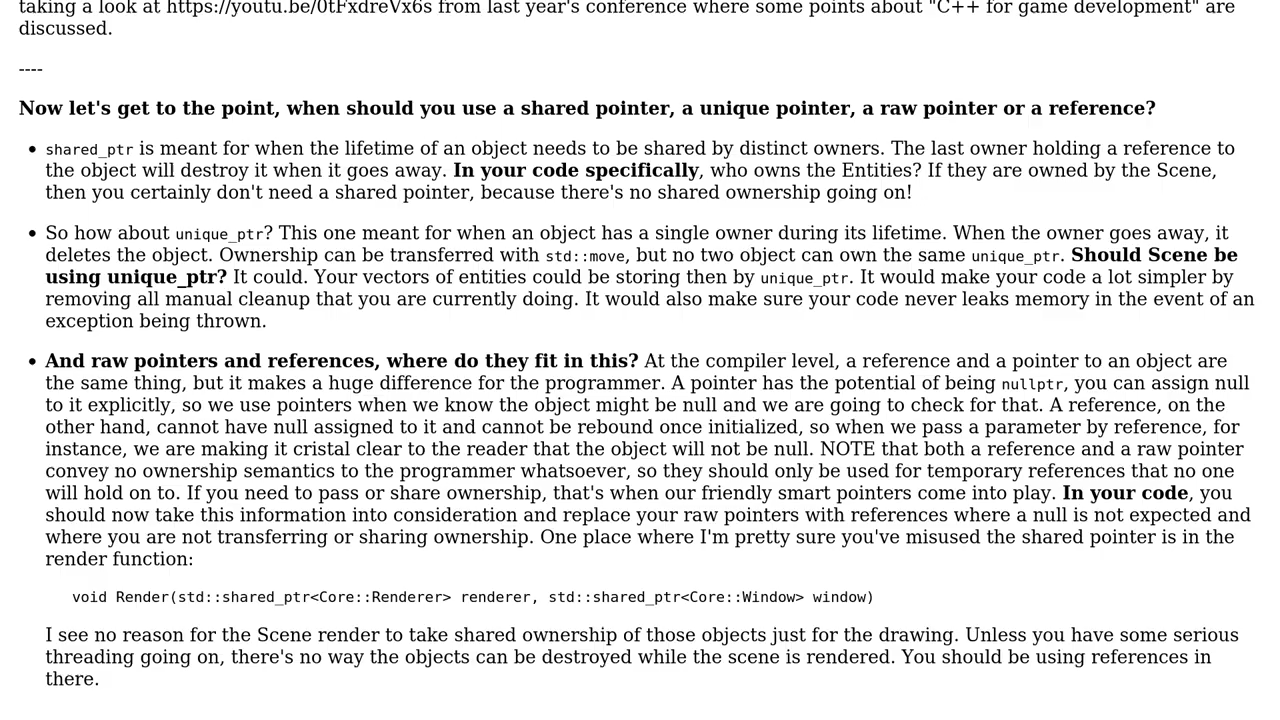 taking a look at https://youtu.be/0tFxdreVx6s from last year's conference where some points about "C++ for game development" are
discussed.
----
Now let's get to the point, when should you use a shared pointer, a unique pointer, a raw pointer or a reference?
• shared_ptr is meant for when the lifetime of an object needs to be shared by distinct owners. The last owner holding a reference to
the object will destroy it when it goes away. In your code specifically, who owns the Entities? If they are owned by the Scene,
then you certainly don't need a shared pointer, because there's no shared ownership going on!
• So how about unique_ptr? This one meant for when an object has a single owner during its lifetime. When the owner goes away, it
deletes the object. Ownership can be transferred with std::move, but no two object can own the same unique_ptr. Should Scene be
using unique_ptr? It could. Your vectors of entities could be storing then by unique_ptr. It would make your code a lot simpler by
removing all manual cleanup that you are currently doing. It would also make sure your code never leaks memory in the event of an
exception being thrown.
• And raw pointers and references, where do they fit in this? At the compiler level, a reference and a pointer to an object are
the same thing, but it makes a huge difference for the programmer. A pointer has the potential of being nullptr, you can assign null
to it explicitly, so we use pointers when we know the object might be null and we are going to check for that. A reference, on the
other hand, cannot have null assigned to it and cannot be rebound once initialized, so when we pass a parameter by reference, for
instance, we are making it cristal clear to the reader that the object will not be null. NOTE that both a reference and a raw pointer
convey no ownership semantics to the programmer whatsoever, so they should only be used for temporary references that no one
will hold on to. If you need to pass or share ownership, that's when our friendly smart pointers come into play. In your code, you
should now take this information into consideration and replace your raw pointers with references where a null is not expected and
where you are not transferring or sharing ownership. One place where I'm pretty sure you've misused the shared pointer is in the
render function:
void Render(std::shared_ptr<Core::Renderer> renderer, std::shared_ptr<Core::Window> window)
I see no reason for the Scene render to take shared ownership of those objects just for the drawing. Unless you have some serious
threading going on, there's no way the objects can be destroyed while the scene is rendered. You should be using references in
there.